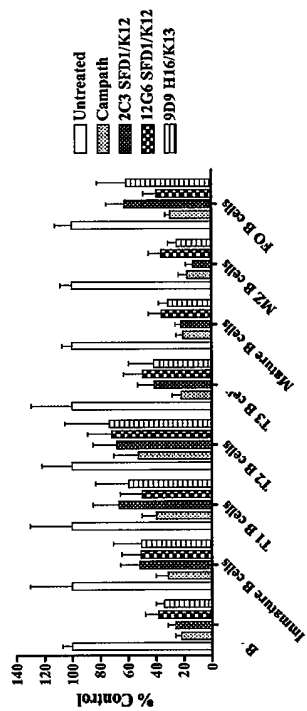 % Control
140
120
100
80
60
40
20
0
B
Immature B cells
T1 B cells
T2 B cells
T3 B
Mature B cells
MZ B cells
FO B cells
Untreated
Campath
2C3 SFD1/K12
12G6 SFD1/K12
9D9 H16/K13